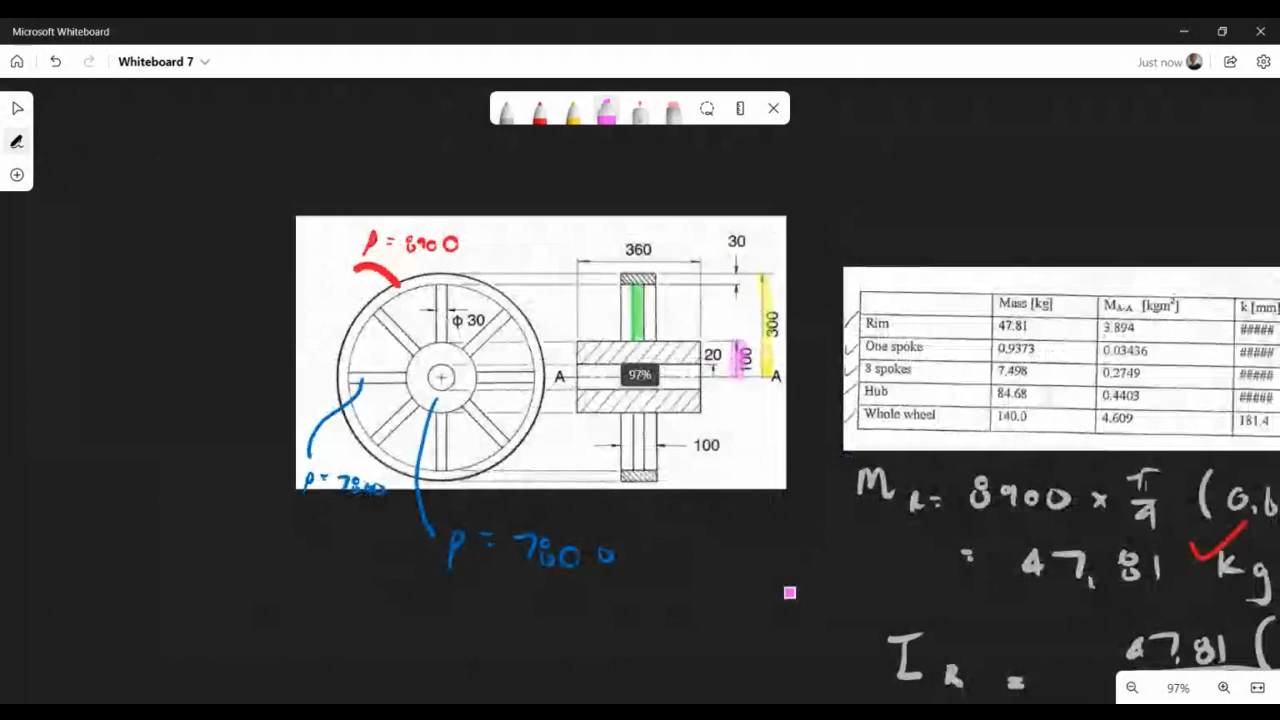 Microsoft Whiteboard
Whiteboard 7
Just now
ρ = 8900
360
30
ϕ 30
300
20
100
A
97%
A
100
ρ = 7800
ρ = 7800
Mass [kg] M_A-A [kgm²] k [mm]
Rim 47.81 3.894 #####
One spoke 0.9373 0.03436 #####
8 spokes 7.498 0.2749 #####
Hub 84.68 0.4403 #####
Whole wheel 140.0 4.609 181.4
M_R = 8900 × π/4 (0.6
= 47,81 kg
I_R = 47.81 (
97%